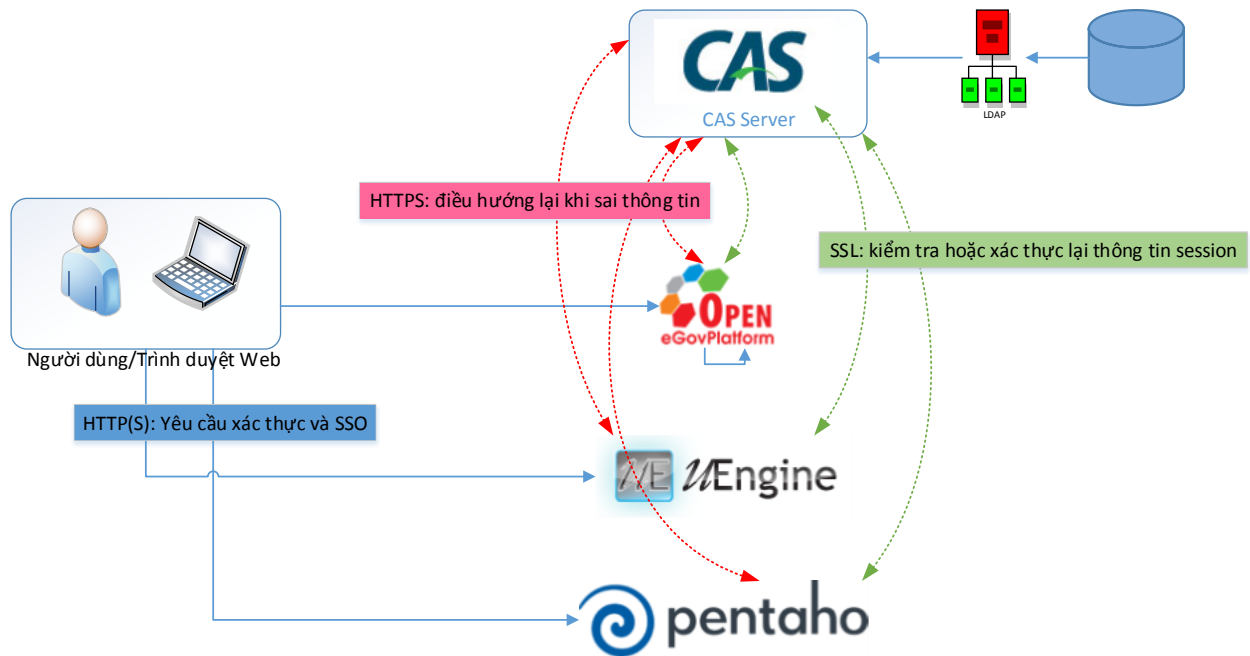 CAS
CAS Server
LDAP
HTTPS: điều hướng lại khi sai thông tin
SSL: kiểm tra hoặc xác thực lại thông tin session
OPEN
eGovPlatform
Người dùng/Trình duyệt Web
HTTP(S): Yêu cầu xác thực và SSO
UE UEngine
pentaho